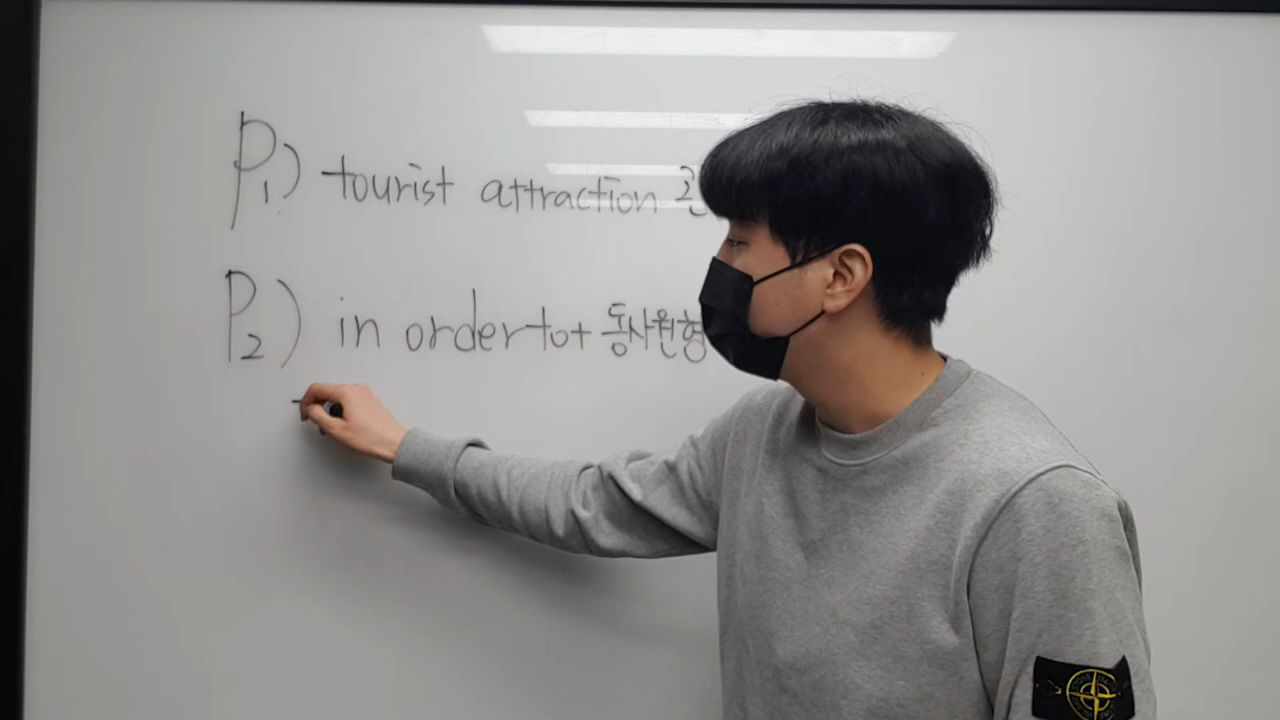 P1) tourist attraction
P2) in order to + 동사원형